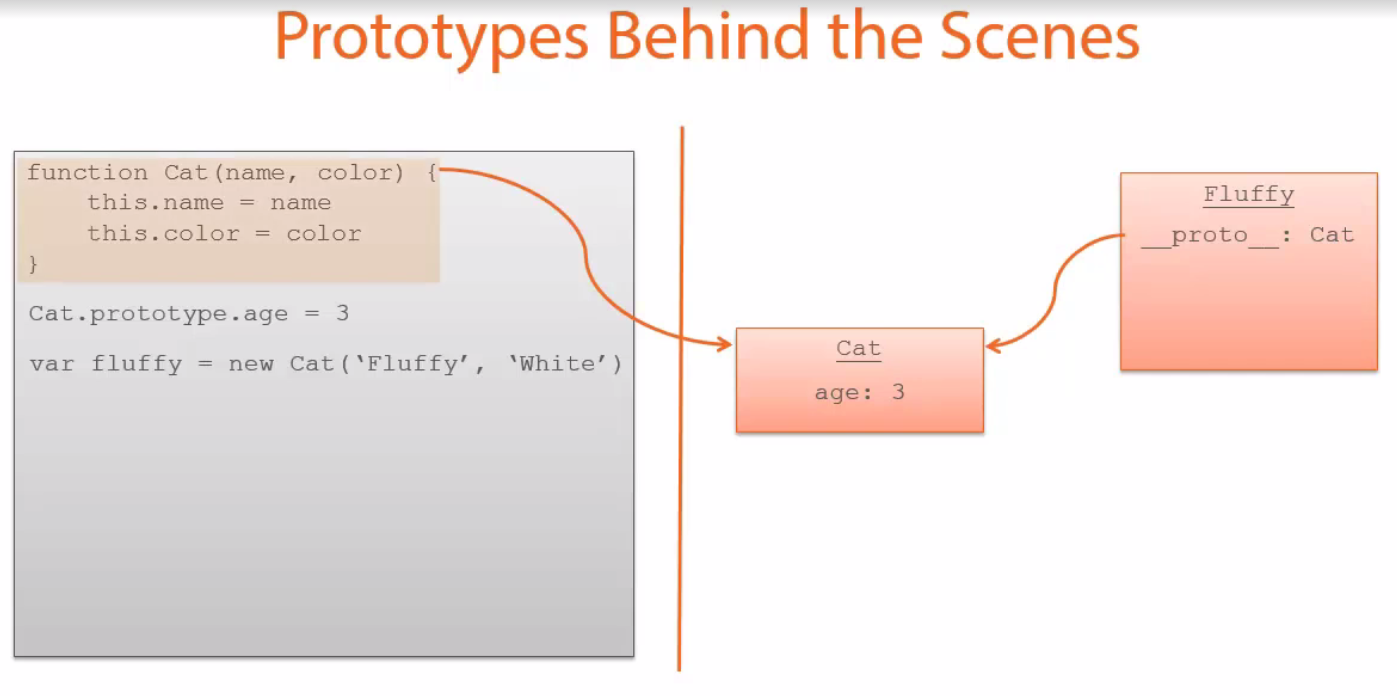 Prototypes Behind the Scenes
function Cat(name, color) {
    this.name = name
    this.color = color
}
Cat.prototype.age = 3
var fluffy = new Cat(‘Fluffy’, ‘White’)
Cat
age: 3
Fluffy
__proto__: Cat